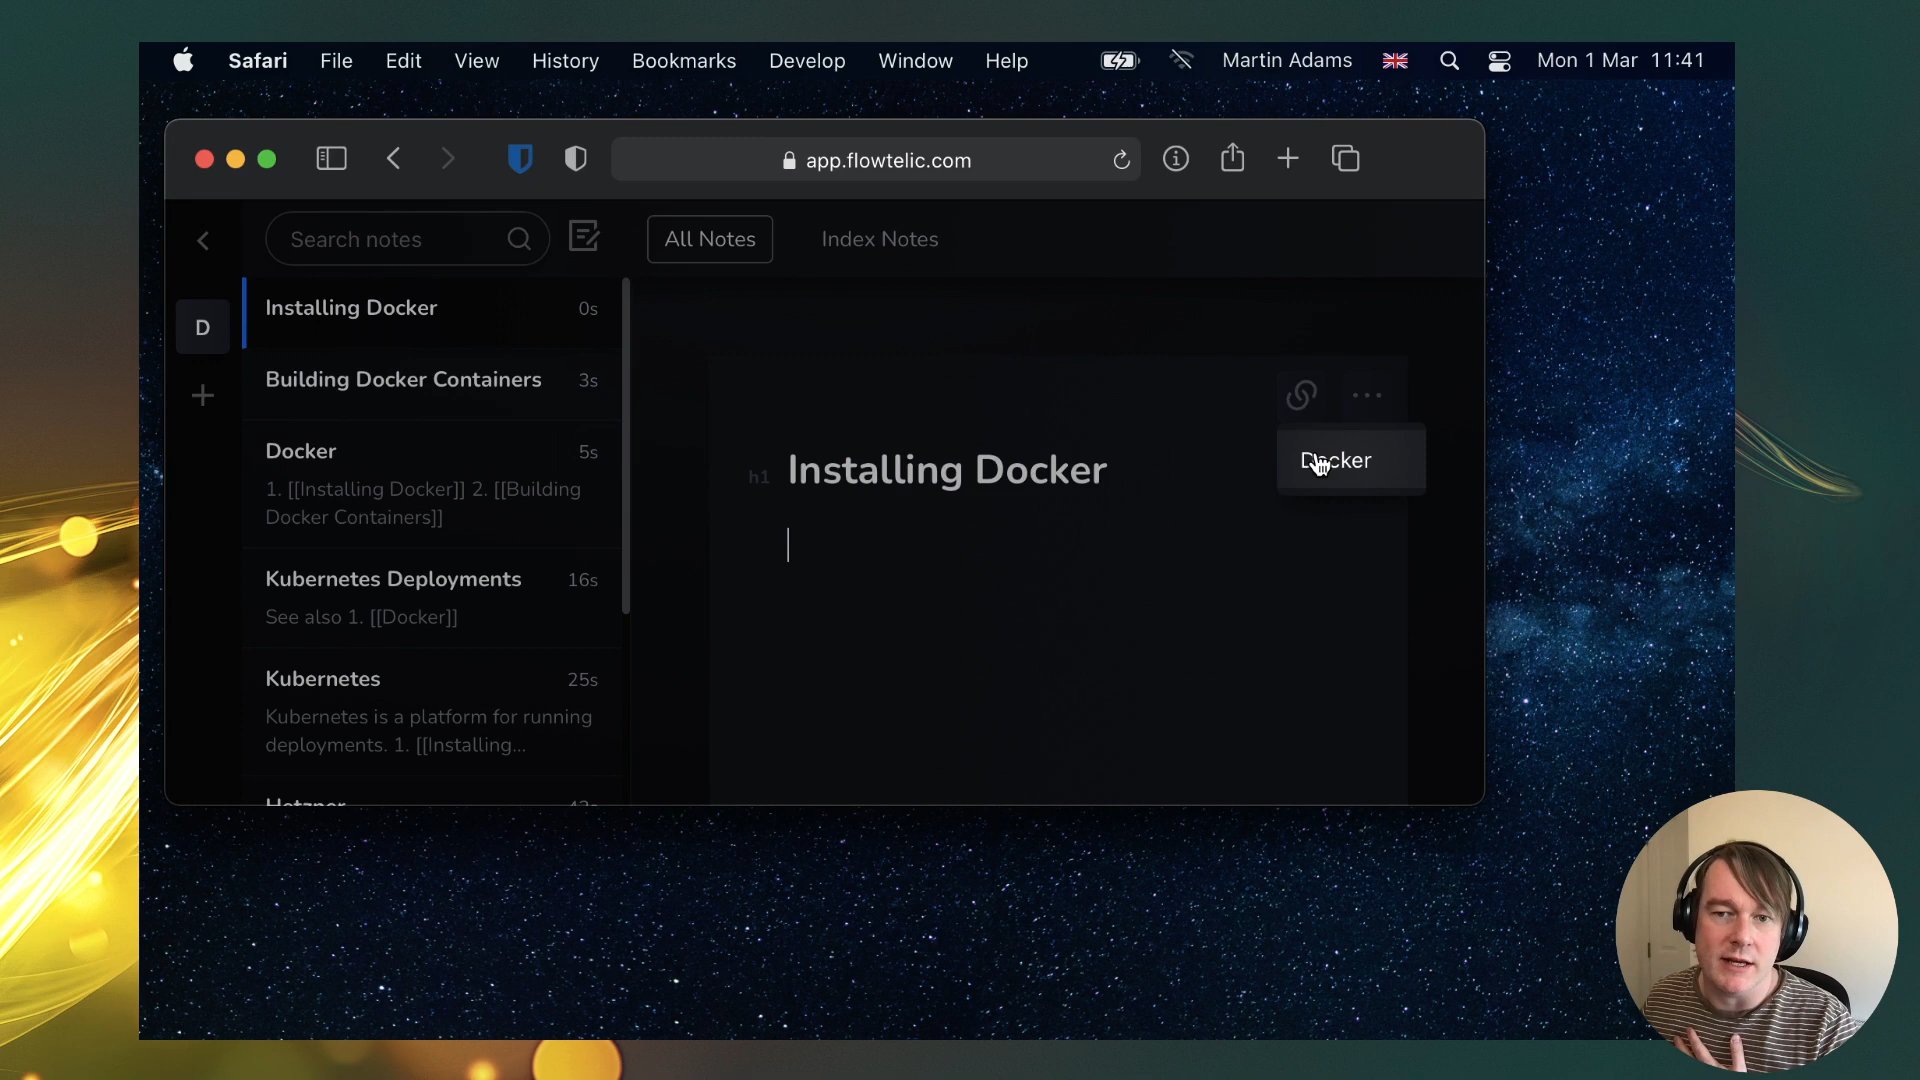 Safari File Edit View History Bookmarks Develop Window Help Martin Adams Mon 1 Mar 11:41
app.flowtelic.com
Search notes
All Notes Index Notes
D
Installing Docker 0s
Building Docker Containers 3s
Docker 5s
1. [[Installing Docker]] 2. [[Building
Docker Containers]]
Kubernetes Deployments 16s
See also 1. [[Docker]]
Kubernetes 25s
Kubernetes is a platform for running
deployments. 1. [[Installing...
h1 Installing Docker
Docker